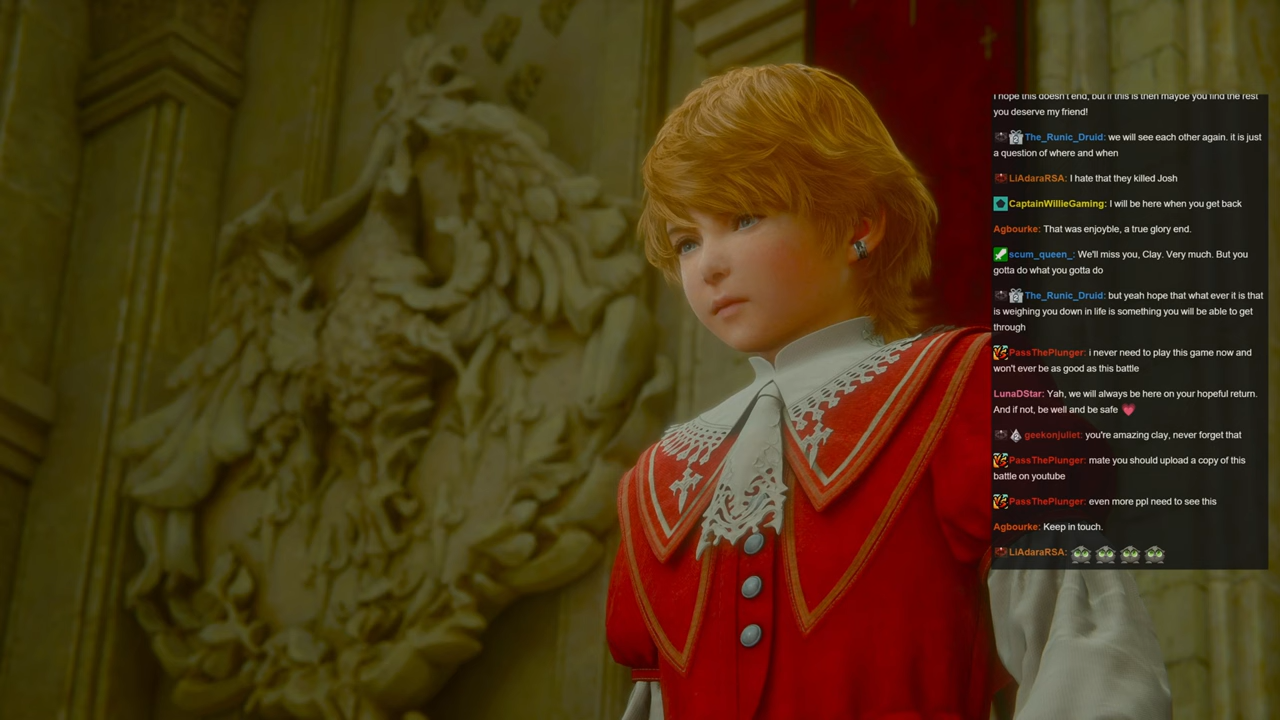 I hope this doesn't end, but if this is then maybe you find the rest
you deserve my friend!
The_Runic_Druid: we will see each other again. it is just
a question of where and when
LiAdaraRSA: I hate that they killed Josh
CaptainWillieGaming: I will be here when you get back
Agbourke: That was enjoyble, a true glory end.
scum_queen_: We'll miss you, Clay. Very much. But you
gotta do what you gotta do
The_Runic_Druid: but yeah hope that what ever it is that
is weighing you down in life is something you will be able to get
through
PassThePlunger: i never need to play this game now and
won't ever be as good as this battle
LunaDStar: Yah, we will always be here on your hopeful return.
And if not, be well and be safe
geekonjuliet: you're amazing clay, never forget that
PassThePlunger: mate you should upload a copy of this
battle on youtube
PassThePlunger: even more ppl need to see this
Agbourke: Keep in touch.
LiAdaraRSA: